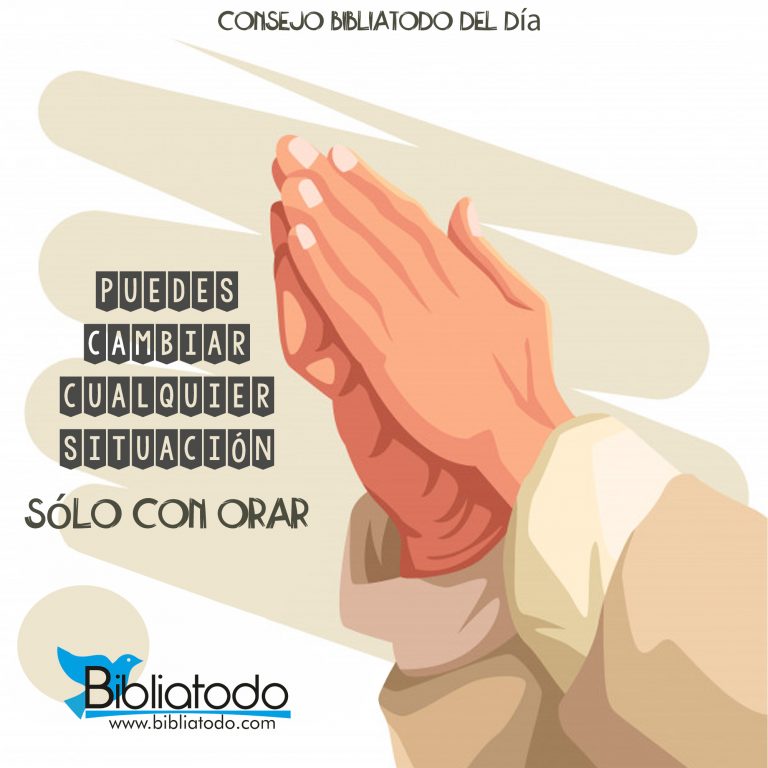 CONSEJO BIBLIATODO DEL Día
PUEDES
CAMBIAR
CUALQUIER
SITUACIÓN
SÓLO CON ORAR
Bibliatodo
www.bibliatodo.com